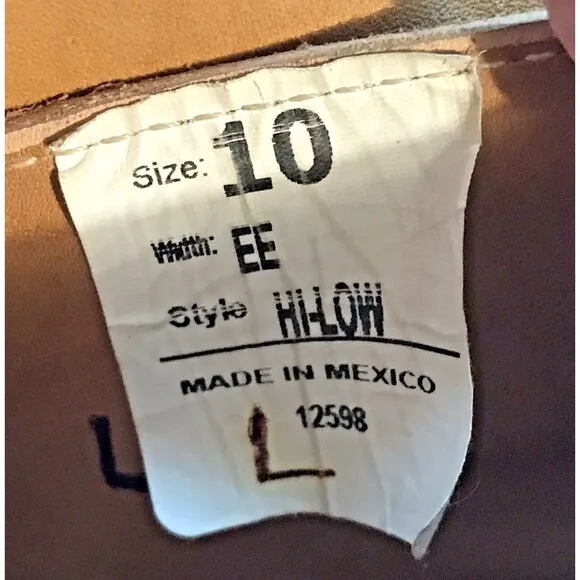 Size: 10
Width: EE
Style HI-LOW
MADE IN MEXICO
12598
L L